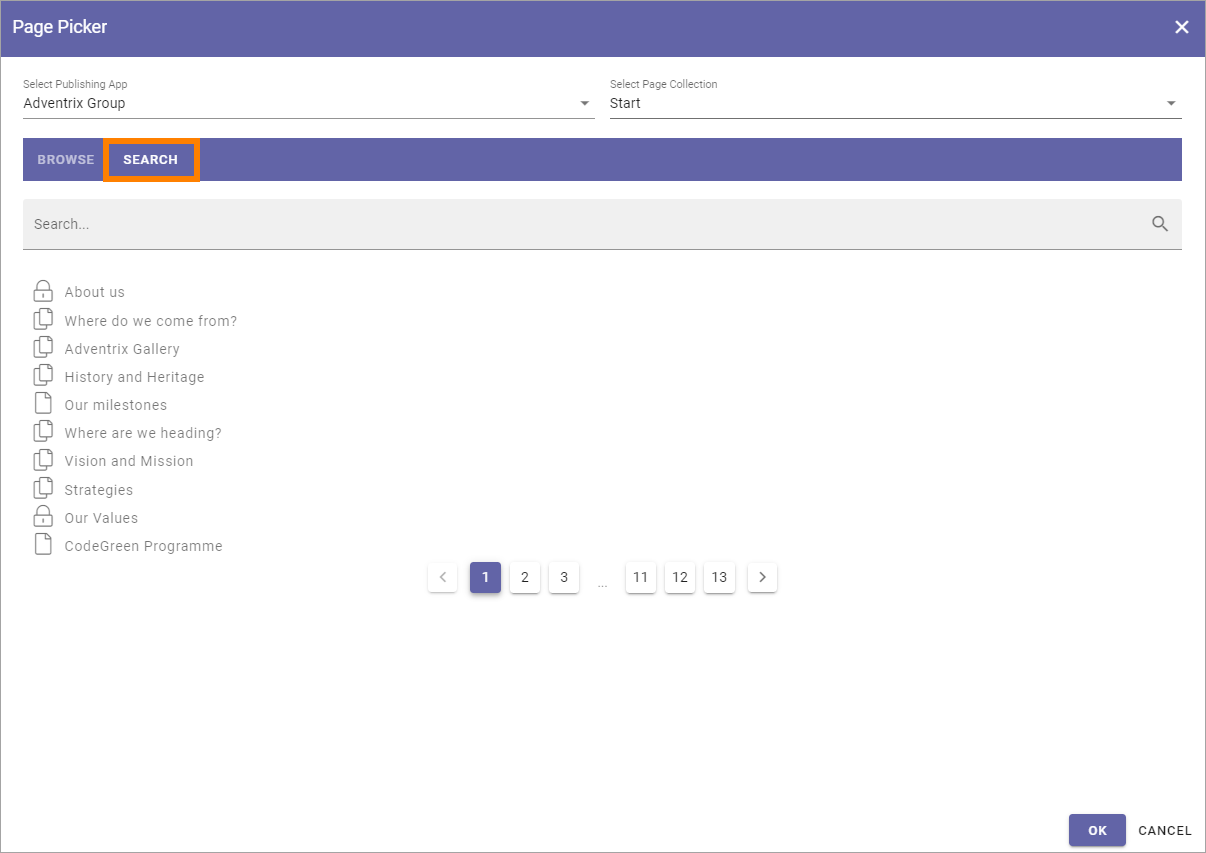 Page Picker
Select Publishing App
Select Page Collection
Adventrix Group
Start
BROWSE SEARCH
Search...
About us
Where do we come from?
Adventrix Gallery
History and Heritage
Our milestones
Where are we heading?
Vision and Mission
Strategies
Our Values
CodeGreen Programme
1 2 3 ... 11 12 13
OK CANCEL